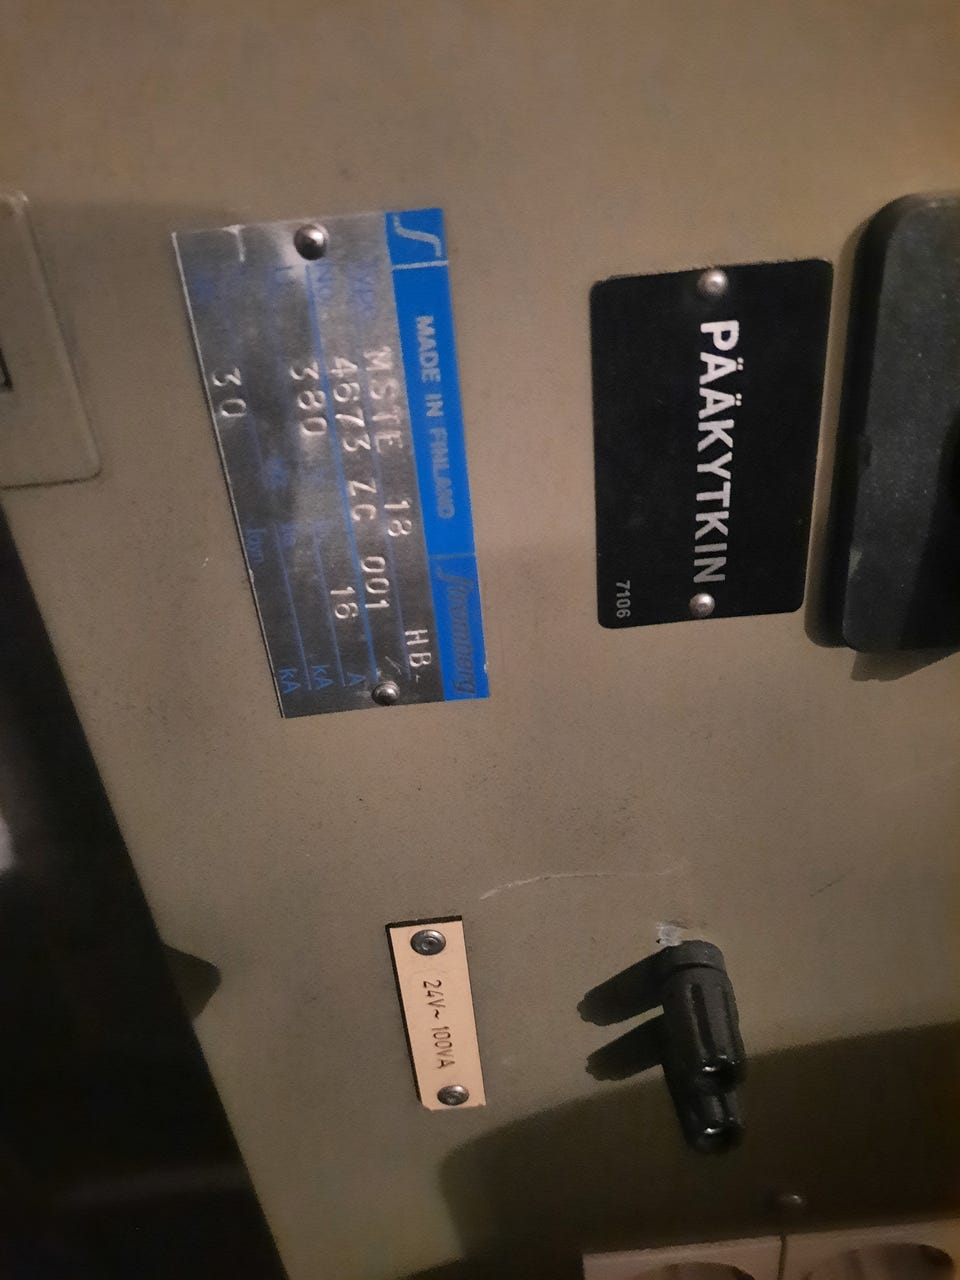 MADE IN FINLAND Strömberg
MSTE 18 HB-
No. 4673 ZC 001
380 16 A
kA
30 kA
PÄÄKYTKIN
7106
24V~ 100VA